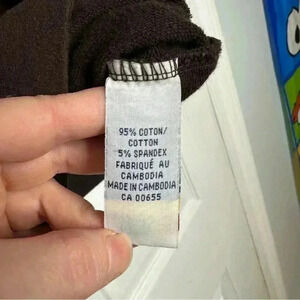 95% COTON/
COTTON
5% SPANDEX
FABRIQUÉ AU
CAMBODIA
MADE IN CAMBODIA
CA 00655